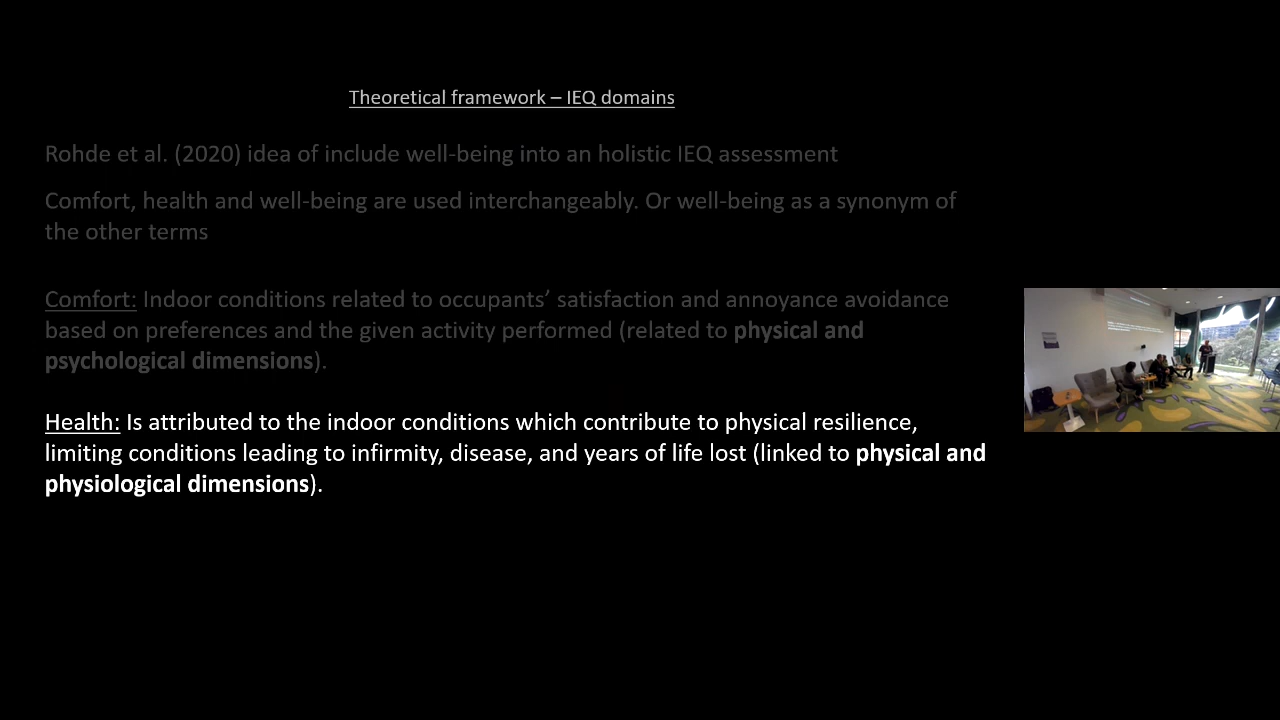 Theoretical framework – IEQ domains
Rohde et al. (2020) idea of include well-being into an holistic IEQ assessment
Comfort, health and well-being are used interchangeably. Or well-being as a synonym of
the other terms
Comfort: Indoor conditions related to occupants’ satisfaction and annoyance avoidance
based on preferences and the given activity performed (related to physical and
psychological dimensions).
Health: Is attributed to the indoor conditions which contribute to physical resilience,
limiting conditions leading to infirmity, disease, and years of life lost (linked to physical and
physiological dimensions).